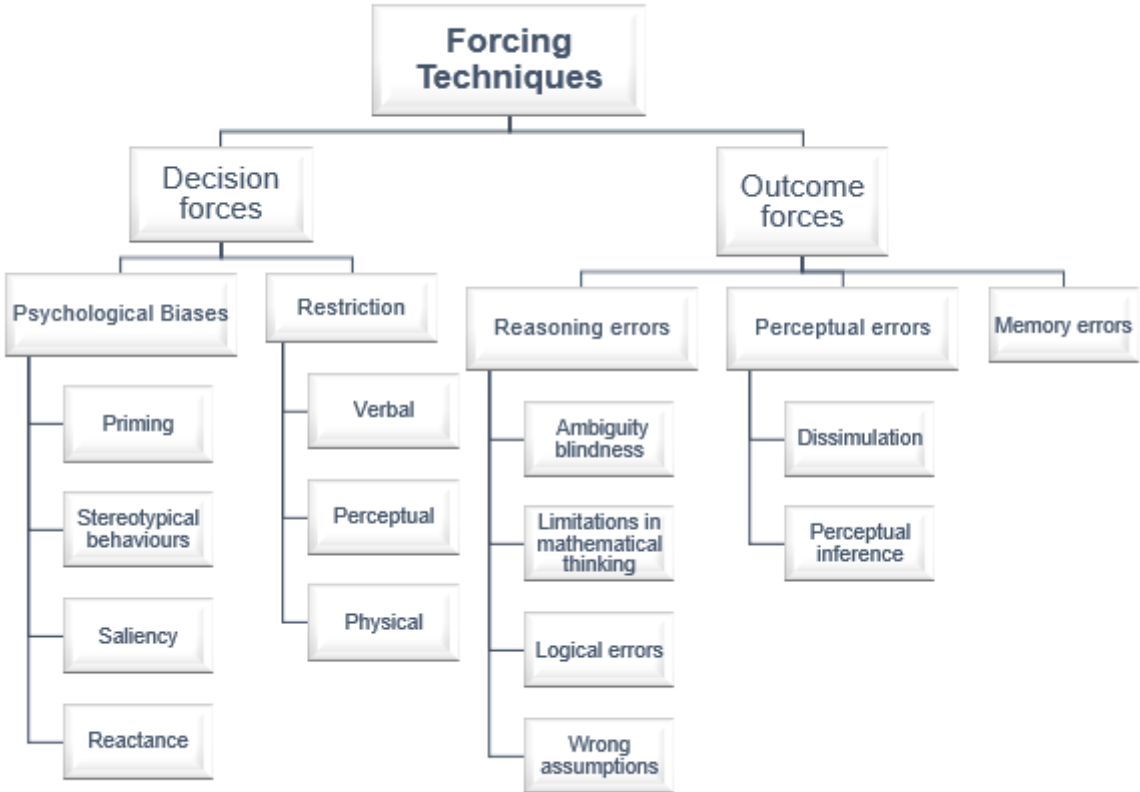 Forcing
Techniques
Decision
forces
Outcome
forces
Psychological Biases
Restriction
Reasoning errors
Perceptual errors
Memory errors
Priming
Stereotypical
behaviours
Saliency
Reactance
Verbal
Perceptual
Physical
Ambiguity
blindness
Limitations in
mathematical
thinking
Logical errors
Wrong
assumptions
Dissimulation
Perceptual
inference